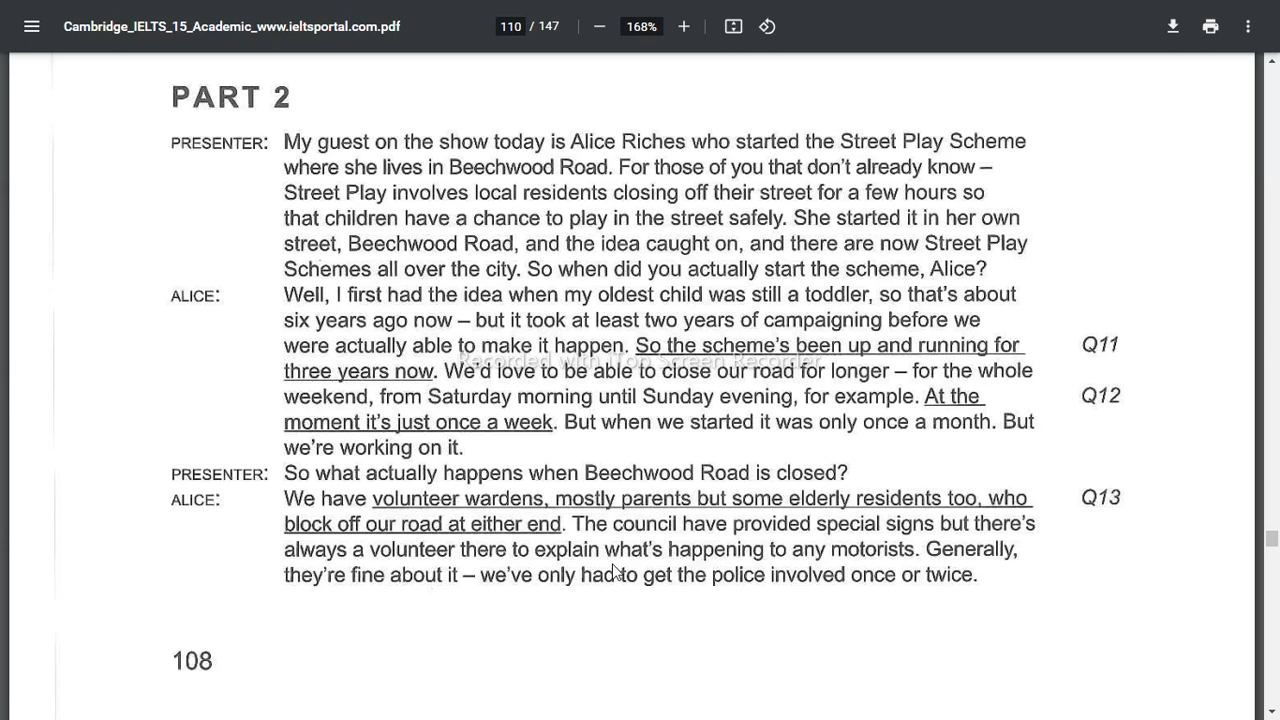 Cambridge_IELTS_15_Academic_www.ieltsportal.com.pdf 110 / 147 − 168% +
PART 2
PRESENTER: My guest on the show today is Alice Riches who started the Street Play Scheme
where she lives in Beechwood Road. For those of you that don't already know –
Street Play involves local residents closing off their street for a few hours so
that children have a chance to play in the street safely. She started it in her own
street, Beechwood Road, and the idea caught on, and there are now Street Play
Schemes all over the city. So when did you actually start the scheme, Alice?
ALICE: Well, I first had the idea when my oldest child was still a toddler, so that's about
six years ago now – but it took at least two years of campaigning before we
were actually able to make it happen. So the scheme's been up and running for Q11
Recorded with iTop Screen Recorder
three years now. We'd love to be able to close our road for longer – for the whole
weekend, from Saturday morning until Sunday evening, for example. At the Q12
moment it's just once a week. But when we started it was only once a month. But
we're working on it.
PRESENTER: So what actually happens when Beechwood Road is closed?
ALICE: We have volunteer wardens, mostly parents but some elderly residents too, who Q13
block off our road at either end. The council have provided special signs but there's
always a volunteer there to explain what's happening to any motorists. Generally,
they're fine about it – we've only had to get the police involved once or twice.
108